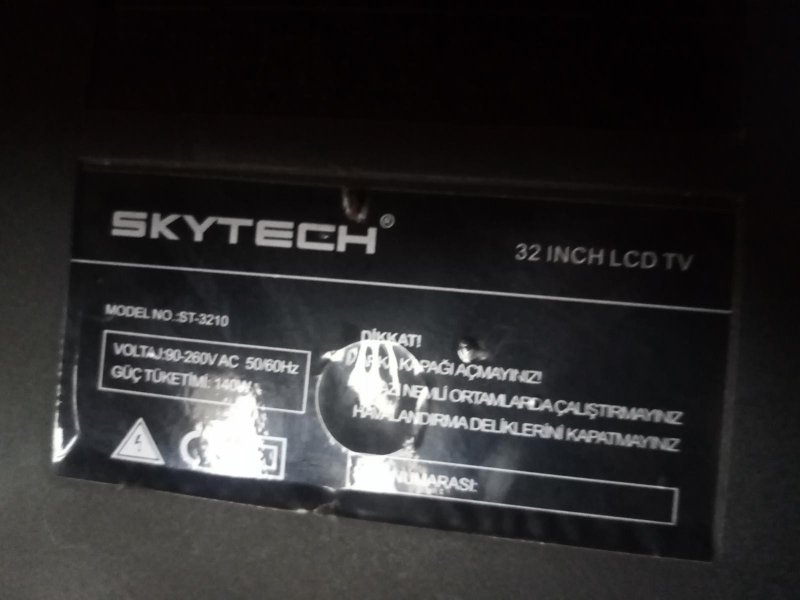 SKYTECH®
32 INCH LCD TV
MODEL NO.:ST-3210
VOLTAJ:90-260V AC 50/60Hz
GÜÇ TÜKETİMİ: 140W
DİKKAT!
KAPAĞI AÇMAYINIZ!
NEMLİ ORTAMLARDA ÇALIŞTIRMAYINIZ
HAVALANDIRMA DELİKLERİNİ KAPATMAYINIZ
NUMARASI: